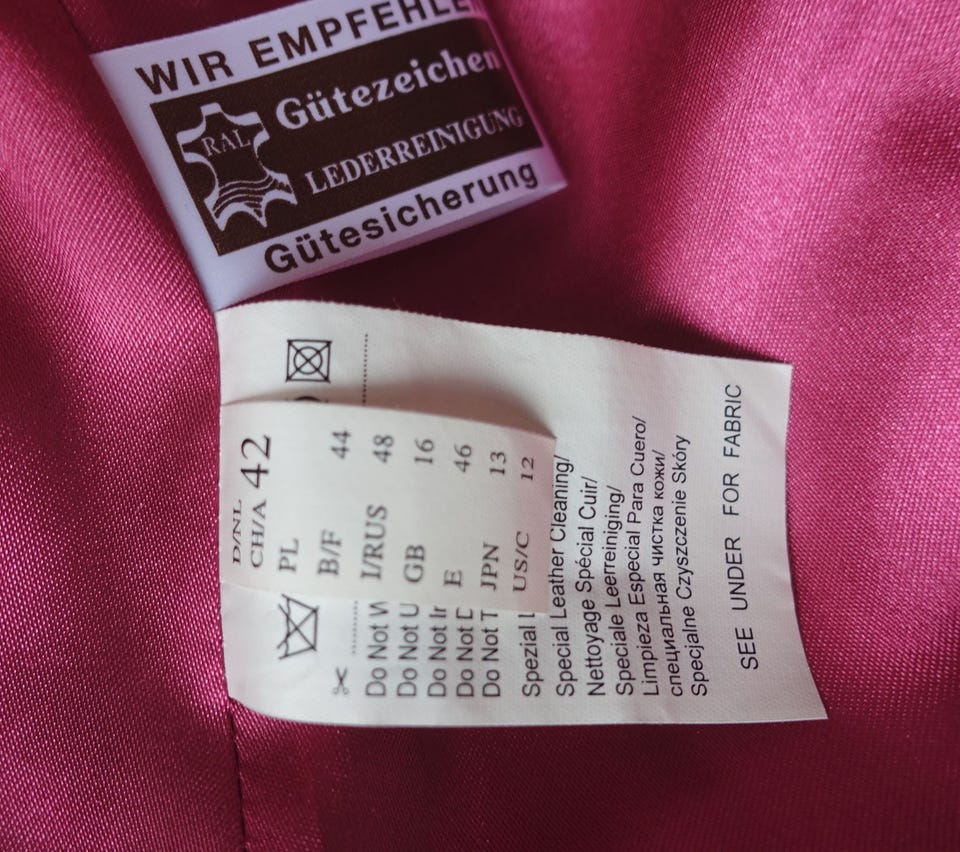 WIR EMPFEHLE
RAL
Gütezeichen
LEDERREINIGUNG
Gütesicherung
D/NL
CH/A 42
PL
B/F 44
I/RUS 48
GB 16
E 46
JPN 13
US/C 12
Do Not W
Do Not U
Do Not Ir
Do Not D
Do Not T
Spezial L
Special Leather Cleaning/
Nettoyage Spécial Cuir/
Speciale Leerreiniging/
Limpieza Especial Para Cuero/
специальная чистка кожи/
Specjalne Czyszczenie Skóry
SEE UNDER FOR FABRIC